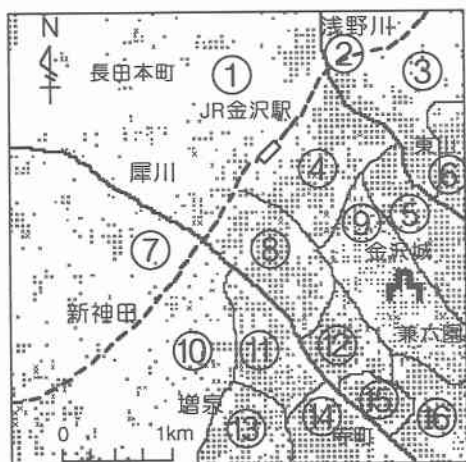 N
浅野川
②
③
①
長田本町
JR金沢駅
東山
④
⑥
犀川
⑨
⑤
⑦
⑧
金沢城
新神田
兼六園
⑩
⑪
⑫
増泉
⑮
⑬
⑭
⑯
寺町
0 1km